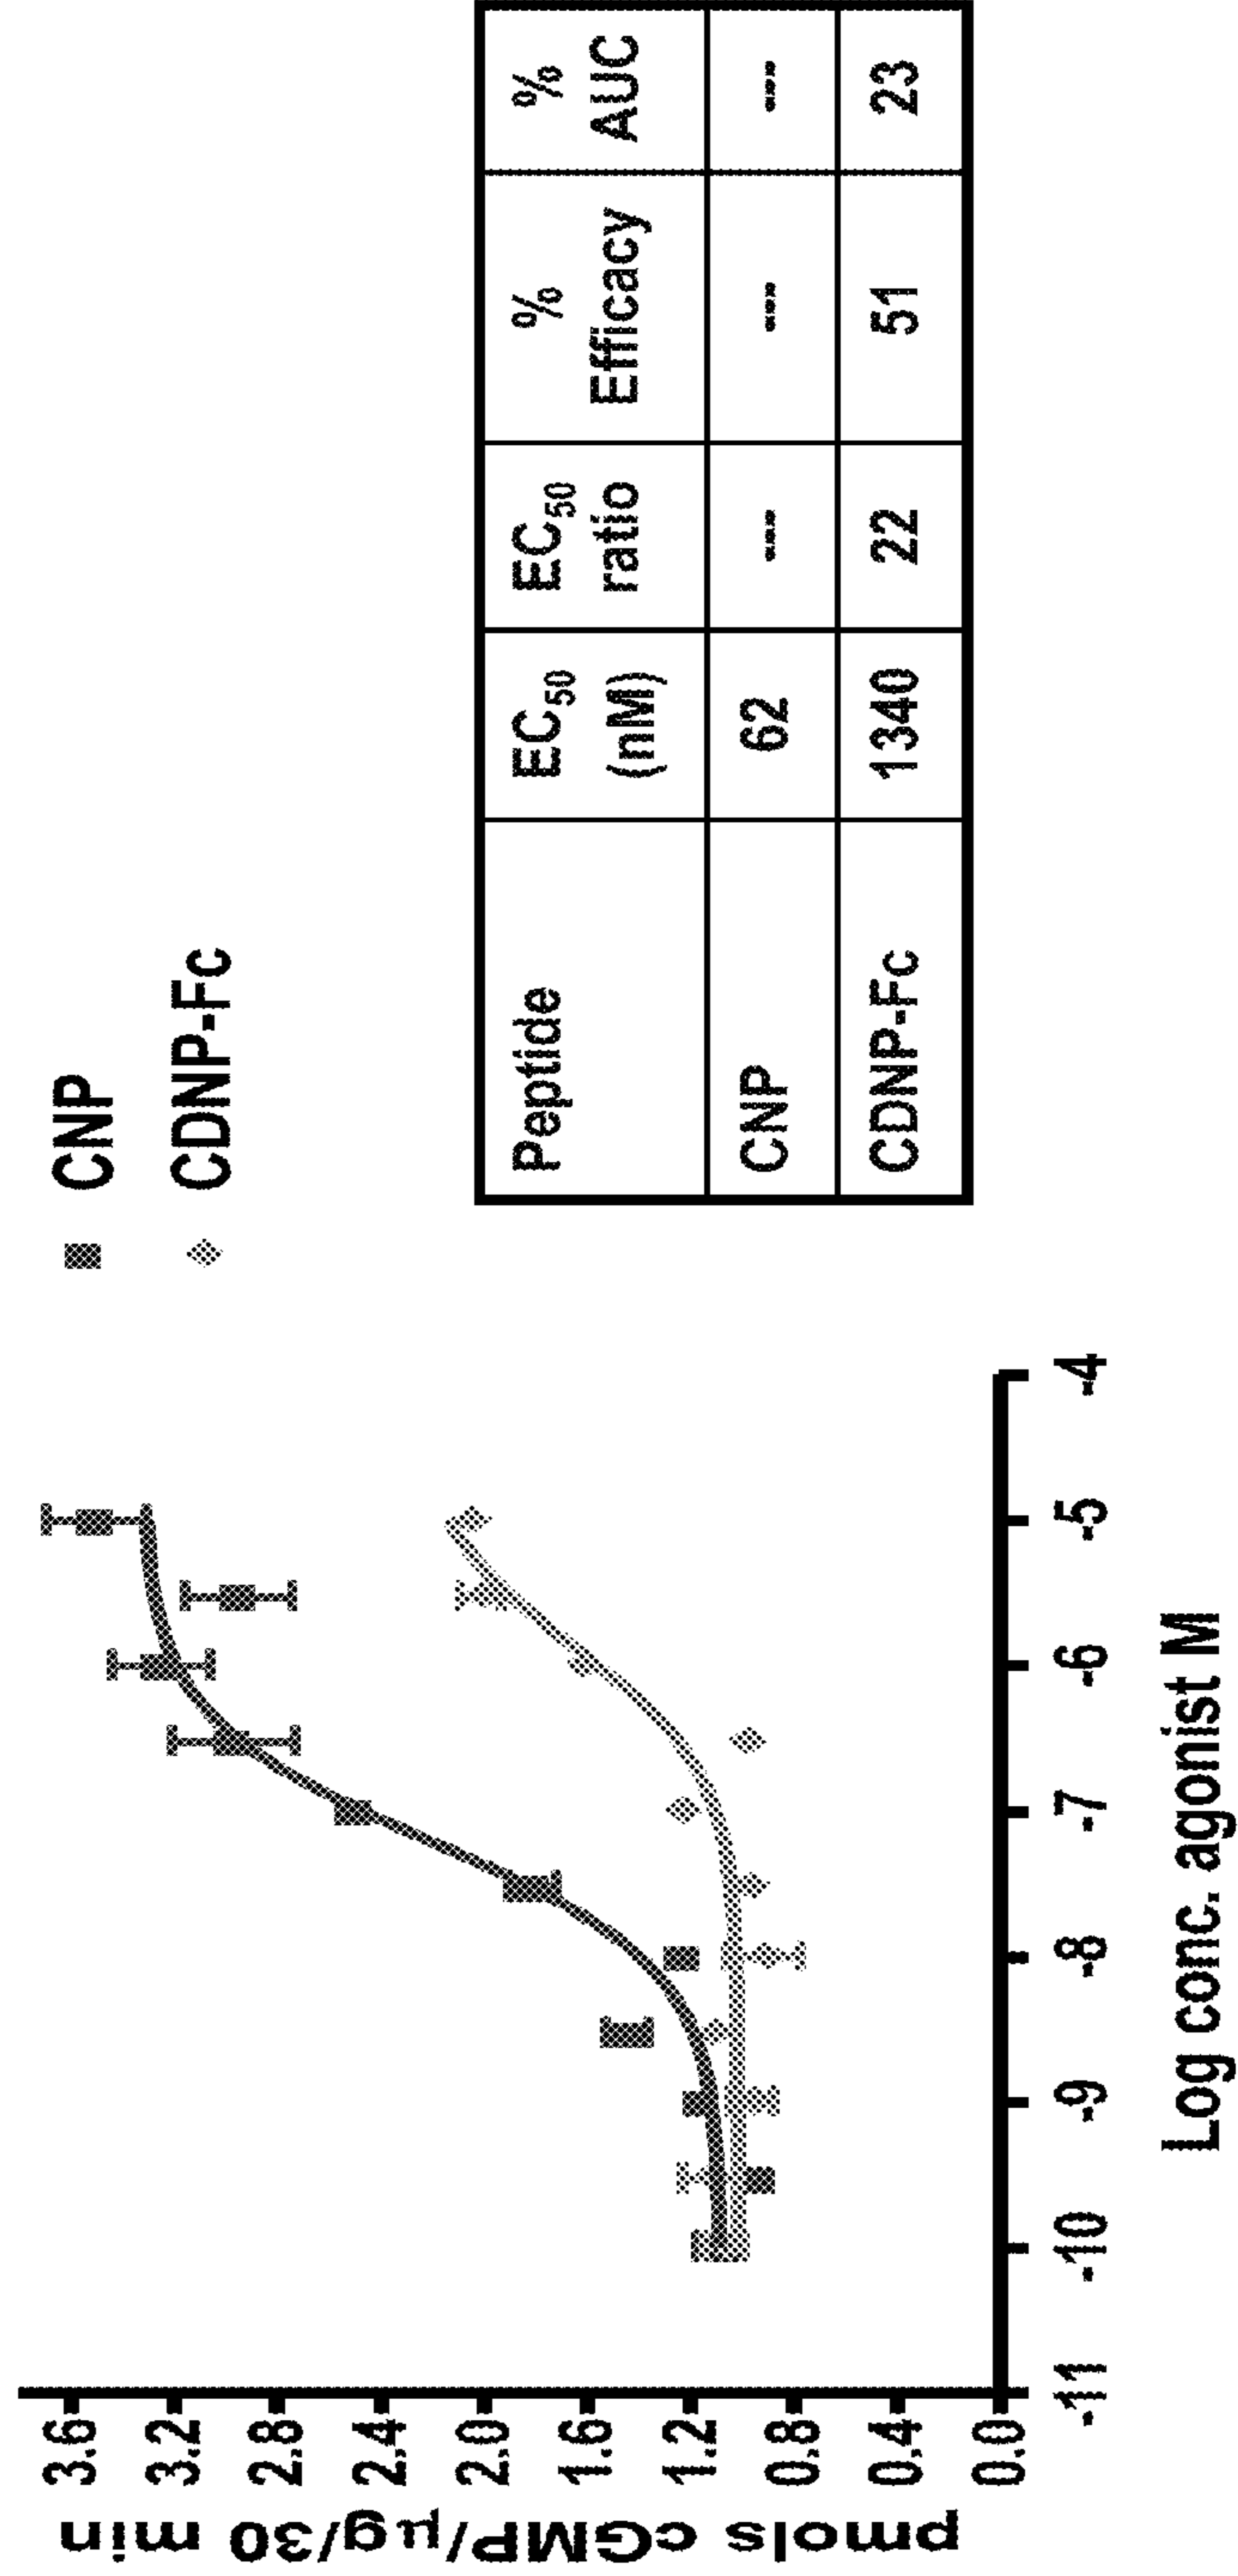 pmols cGMP/µg/30 min
3.6
3.2
2.8
2.4
2.0
1.6
1.2
0.8
0.4
0.0
-11
-10
-9
-8
-7
-6
-5
-4
Log conc. agonist M
CNP
CDNP-Fc
Peptide
EC50
(nM)
EC50
ratio
%
Efficacy
%
AUC
CNP
62
---
---
---
CDNP-Fc
1340
22
51
23